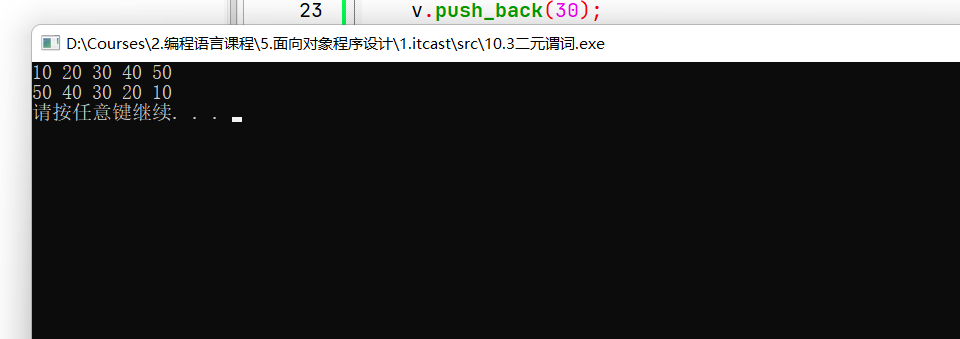 23 v.push_back(30);
D:\Courses\2.编程语言课程\5.面向对象程序设计\1.itcast\src\10.3二元谓词.exe
10 20 30 40 50
50 40 30 20 10
请按任意键继续. . .